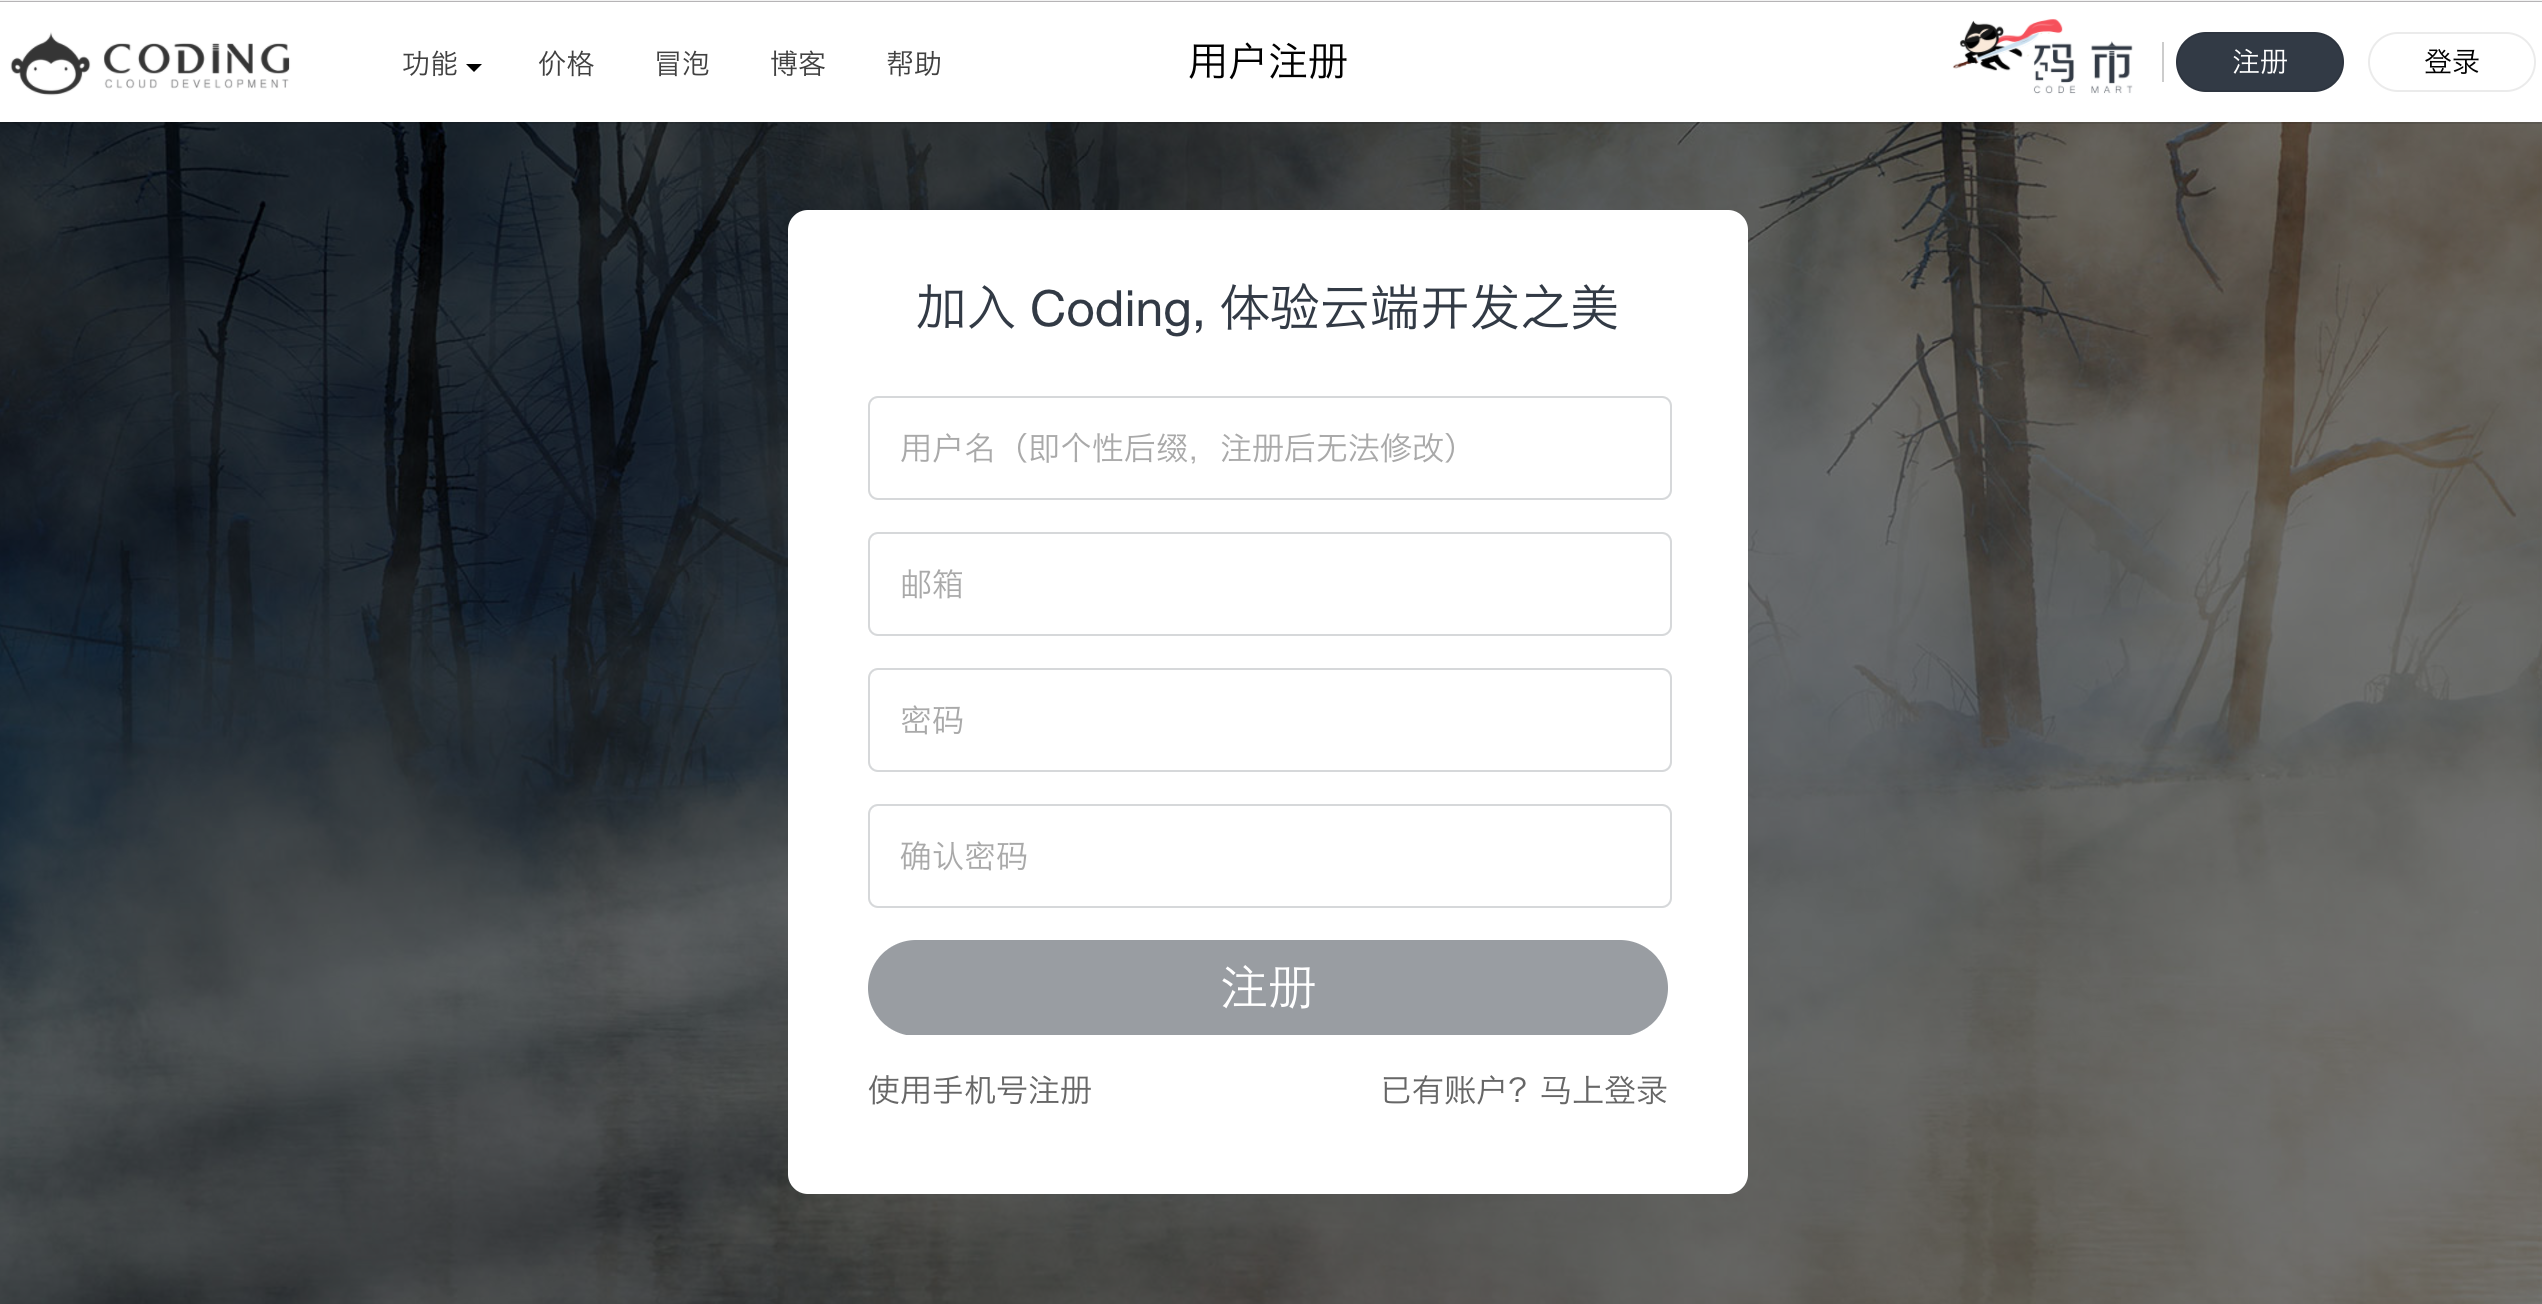 CODING
CLOUD DEVELOPMENT
功能
价格
冒泡
博客
帮助
用户注册
码市
CODE MART
注册
登录
加入 Coding, 体验云端开发之美
用户名（即个性后缀，注册后无法修改）
邮箱
密码
确认密码
注册
使用手机号注册
已有账户？马上登录